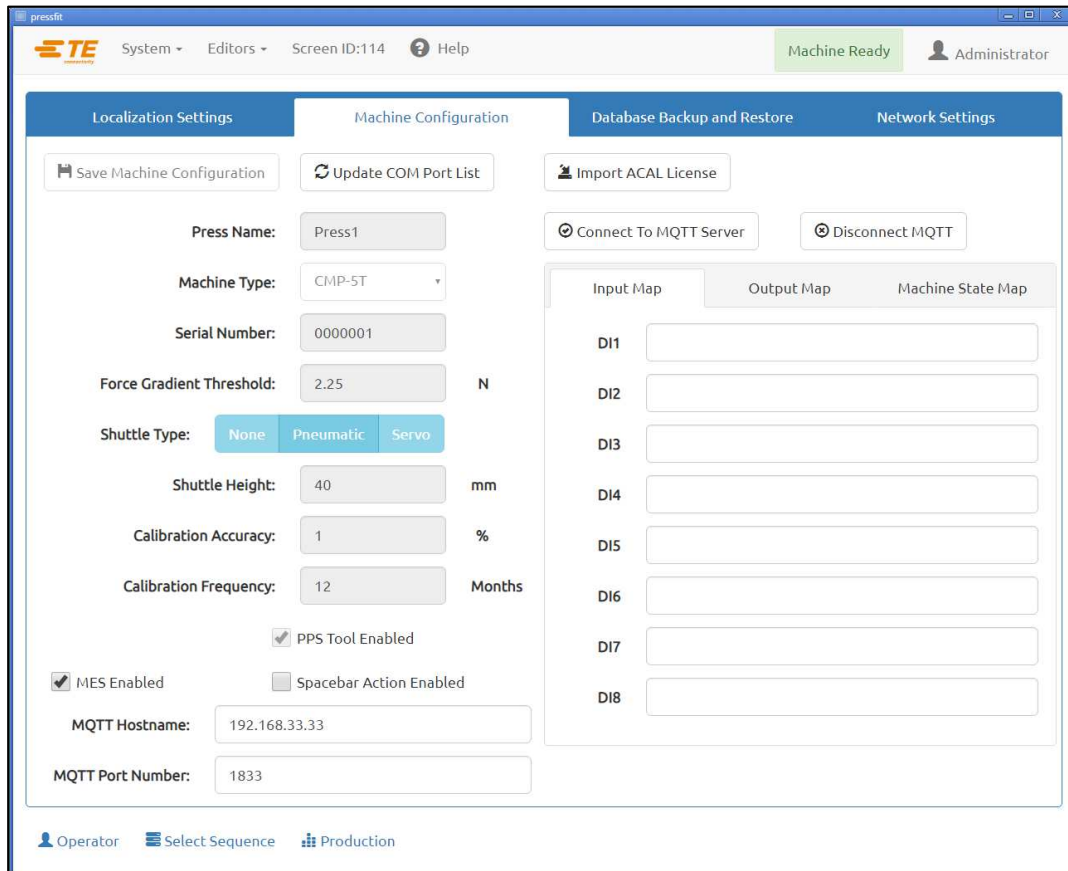 pressfit
TE connectivity System Editors Screen ID:114 Help Machine Ready Administrator
Localization Settings Machine Configuration Database Backup and Restore Network Settings
Save Machine Configuration Update COM Port List Import ACAL License
Press Name: Press1 Connect To MQTT Server Disconnect MQTT
Machine Type: CMP-5T Input Map Output Map Machine State Map
Serial Number: 0000001 DI1
Force Gradient Threshold: 2.25 N DI2
Shuttle Type: None Pneumatic Servo DI3
Shuttle Height: 40 mm DI4
Calibration Accuracy: 1 % DI5
Calibration Frequency: 12 Months DI6
PPS Tool Enabled DI7
MES Enabled Spacebar Action Enabled DI8
MQTT Hostname: 192.168.33.33
MQTT Port Number: 1833
Operator Select Sequence Production